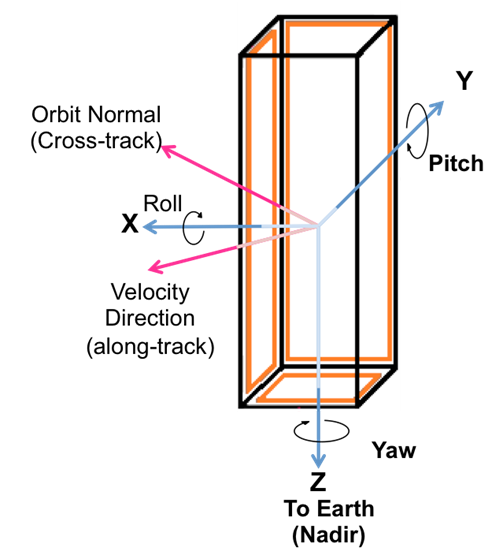 Y
Orbit Normal
(Cross-track)
Pitch
Roll
X
Velocity
Direction
(along-track)
Yaw
Z
To Earth
(Nadir)